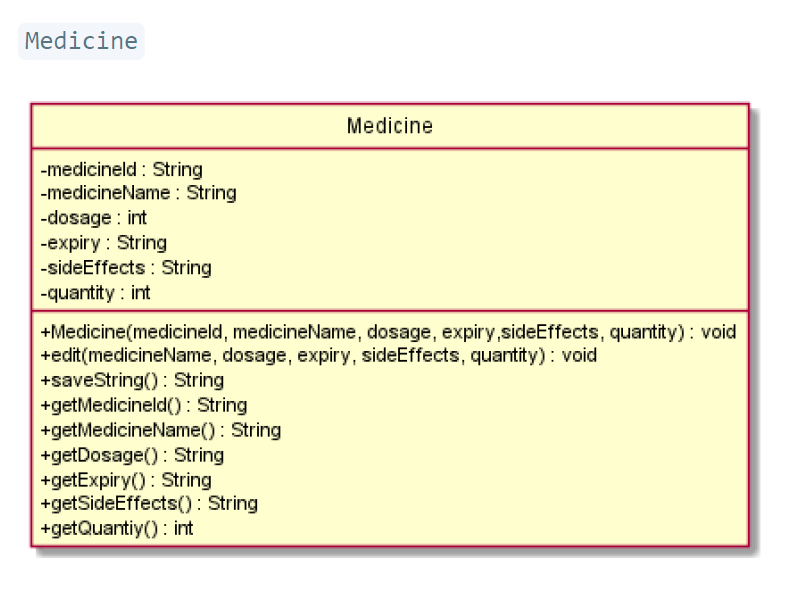 Medicine
Medicine
-medicineId : String
-medicineName : String
-dosage : int
-expiry : String
-sideEffects : String
-quantity : int
+Medicine(medicineId, medicineName, dosage, expiry,sideEffects, quantity) : void
+edit(medicineName, dosage, expiry, sideEffects, quantity) : void
+saveString() : String
+getMedicineId() : String
+getMedicineName() : String
+getDosage() : String
+getExpiry() : String
+getSideEffects() : String
+getQuantiy() : int